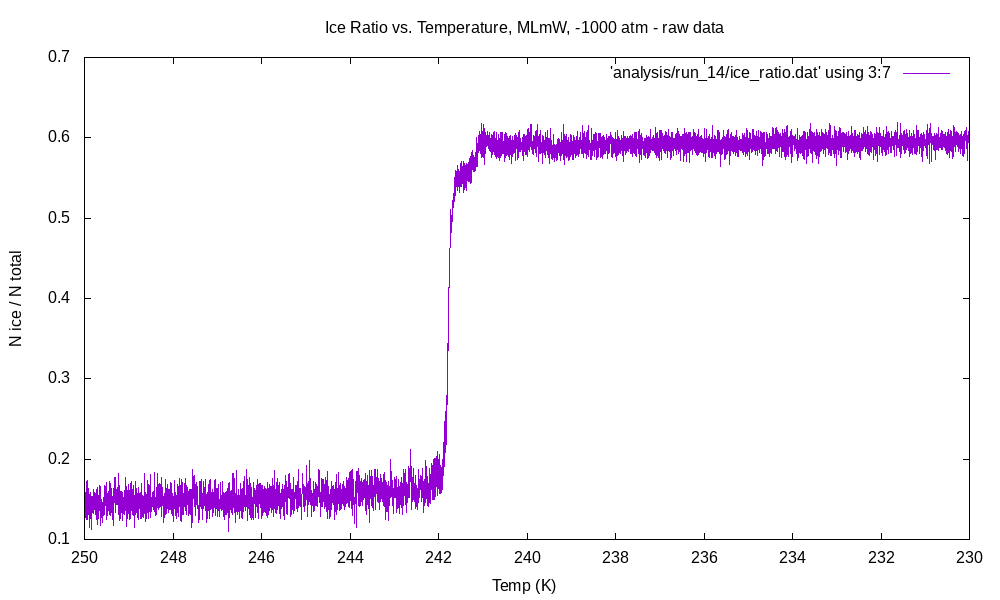 Ice Ratio vs. Temperature, MLmW, -1000 atm - raw data
'analysis/run_14/ice_ratio.dat' using 3:7
0.7
0.6
0.5
0.4
0.3
0.2
0.1
N ice / N total
250 248 246 244 242 240 238 236 234 232 230
Temp (K)